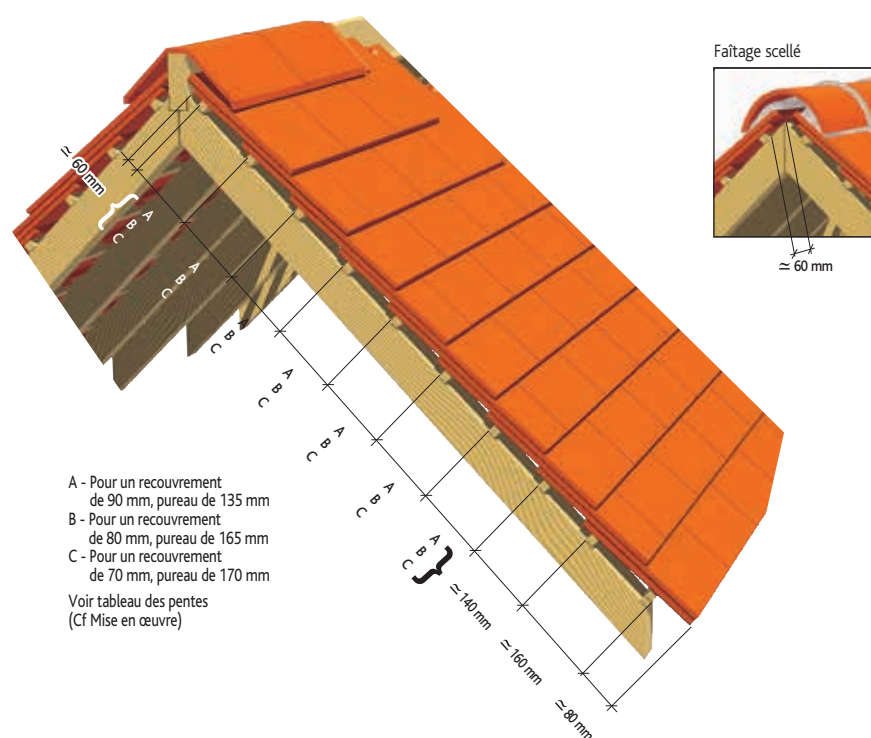 Faîtage scellé
≃ 60 mm
≃ 60 mm
A
B
C
A
B
C
A
B
C
A
B
C
A
B
C
A
B
C
A
B
C
≃ 140 mm
≃ 160 mm
≃ 80 mm
A - Pour un recouvrement
de 90 mm, pureau de 135 mm
B - Pour un recouvrement
de 80 mm, pureau de 165 mm
C - Pour un recouvrement
de 70 mm, pureau de 170 mm
Voir tableau des pentes
(Cf Mise en œuvre)